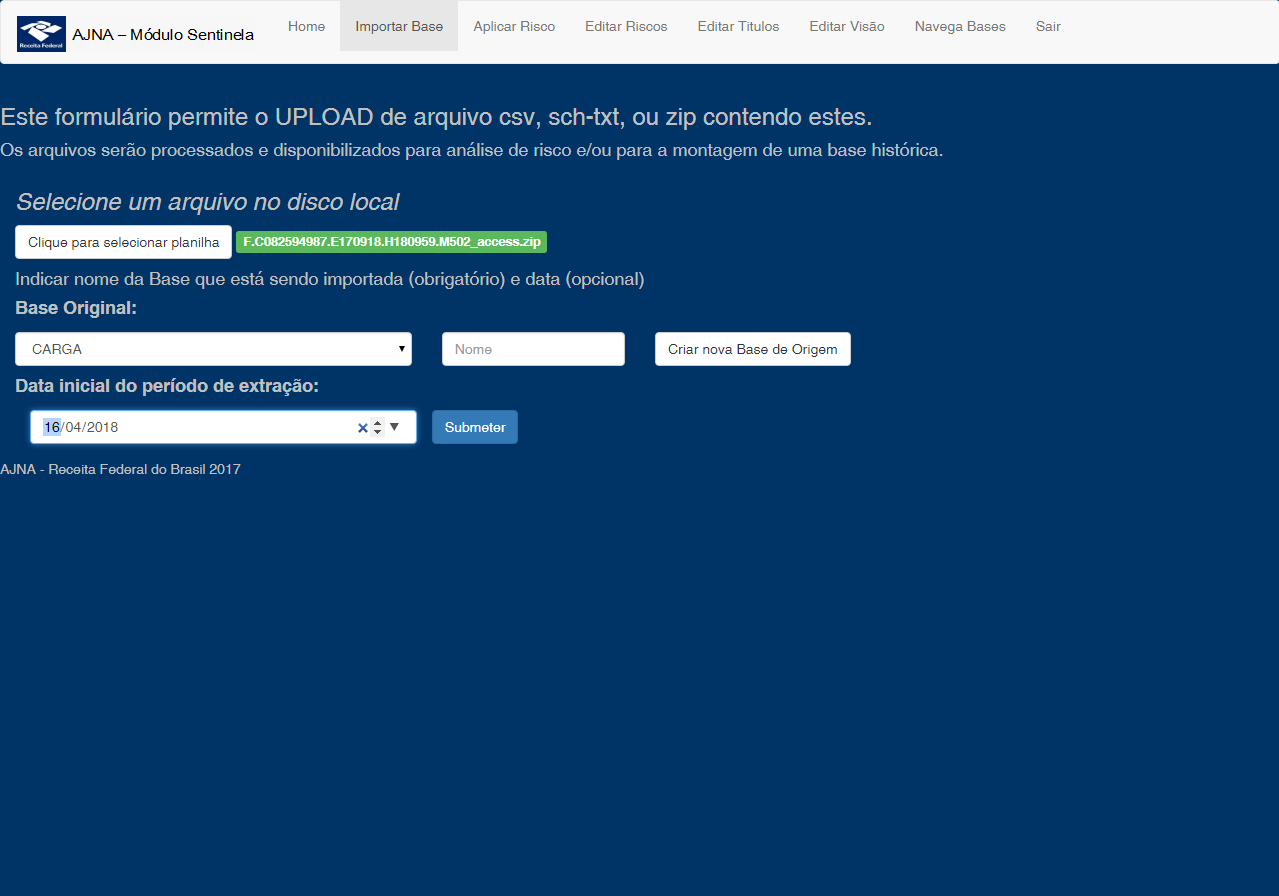 Receita Federal
AJNA – Módulo Sentinela
Home Importar Base Aplicar Risco Editar Riscos Editar Titulos Editar Visão Navega Bases Sair
Este formulário permite o UPLOAD de arquivo csv, sch-txt, ou zip contendo estes.
Os arquivos serão processados e disponibilizados para análise de risco e/ou para a montagem de uma base histórica.
Selecione um arquivo no disco local
Clique para selecionar planilha F.C082594987.E170918.H180959.M502_access.zip
Indicar nome da Base que está sendo importada (obrigatório) e data (opcional)
Base Original:
CARGA Nome Criar nova Base de Origem
Data inicial do período de extração:
16/04/2018 Submeter
AJNA - Receita Federal do Brasil 2017